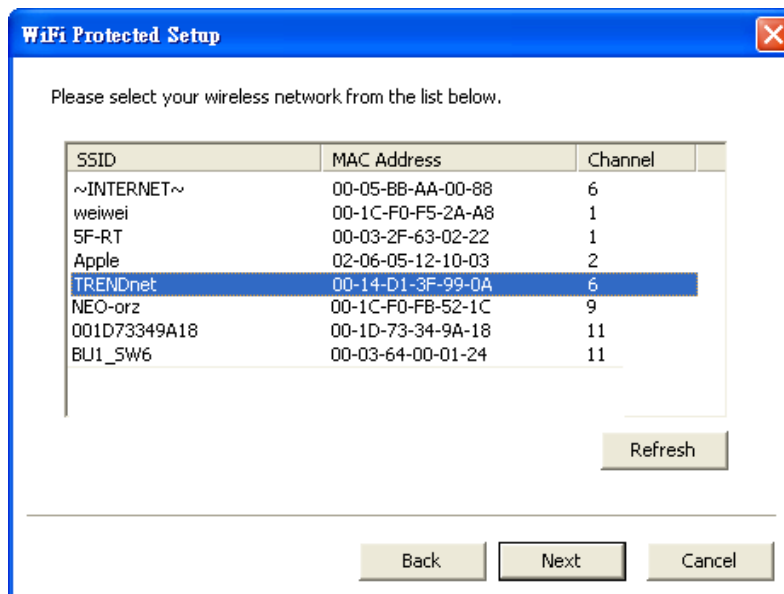 WiFi Protected Setup
Please select your wireless network from the list below.
SSID MAC Address Channel
~INTERNET~ 00-05-BB-AA-00-88 6
weiwei 00-1C-F0-F5-2A-A8 1
5F-RT 00-03-2F-63-02-22 1
Apple 02-06-05-12-10-03 2
TRENDnet 00-14-D1-3F-99-0A 6
NEO-orz 00-1C-F0-FB-52-1C 9
001D73349A18 00-1D-73-34-9A-18 11
BU1_SW6 00-03-64-00-01-24 11
Refresh
Back Next Cancel